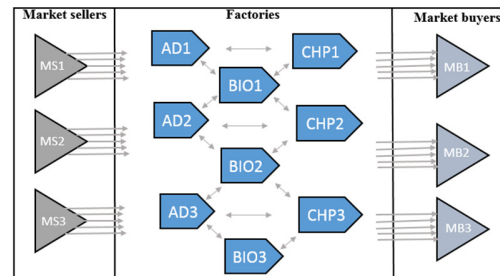 Market sellers Factories Market buyers
MS1 AD1 CHP1 MB1
BIO1
MS2 AD2 CHP2 MB2
BIO2
MS3 AD3 CHP3 MB3
BIO3